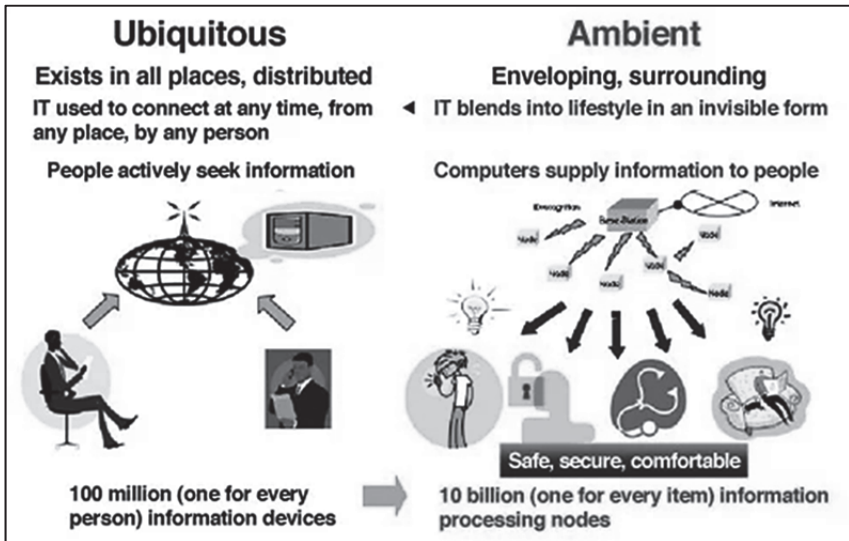 Ubiquitous
Exists in all places, distributed
IT used to connect at any time, from
any place, by any person
People actively seek information
100 million (one for every
person) information devices
Ambient
Enveloping, surrounding
◄ IT blends into lifestyle in an invisible form
Computers supply information to people
Base-Station
Internet
Node
Node
Node
Node
Node
Node
Safe, secure, comfortable
10 billion (one for every item) information
processing nodes